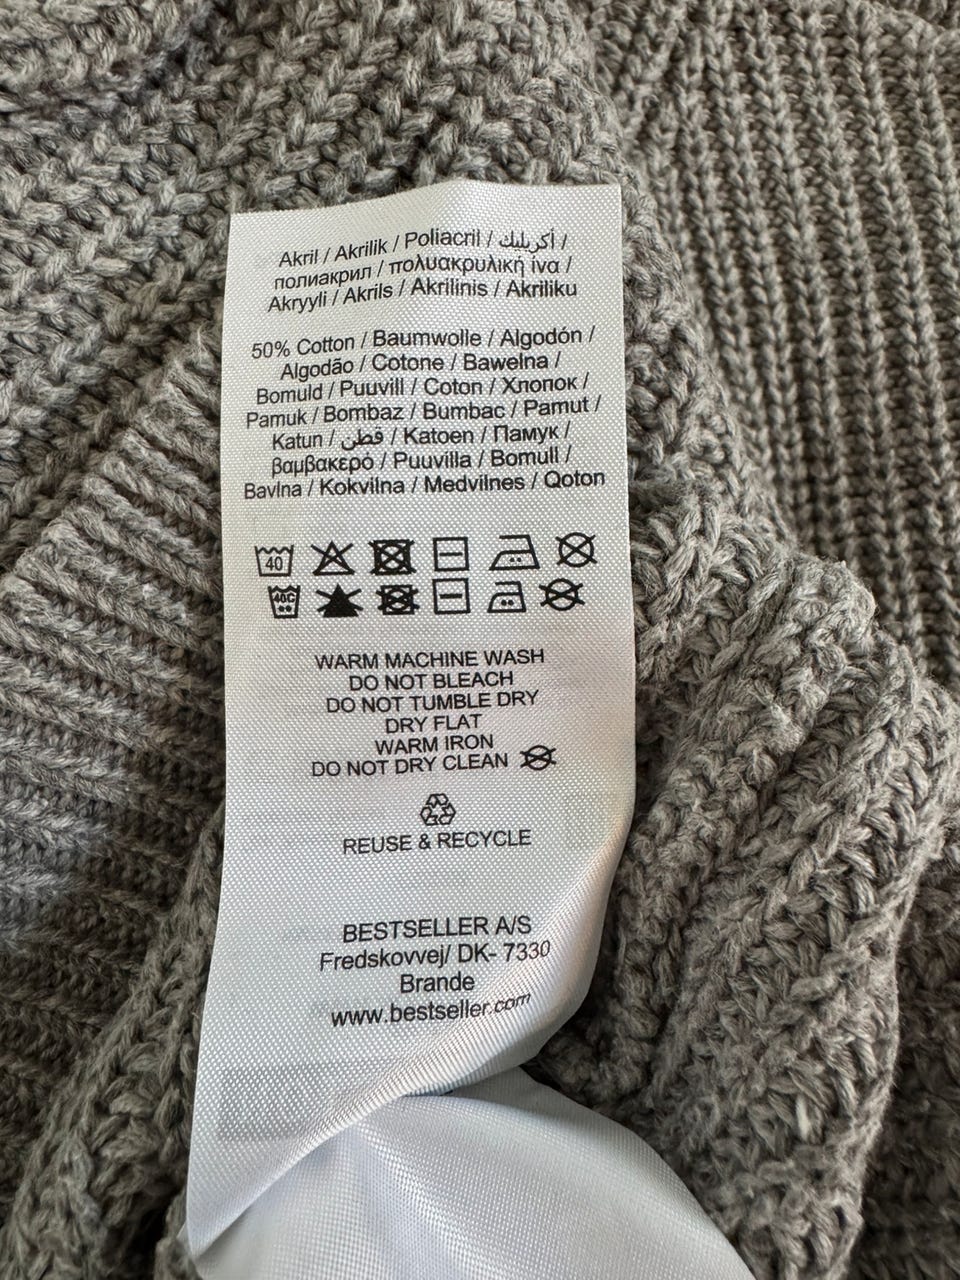 Akril / Akrilik / Poliacril / أكريليك /
полиакрил / πολυακρυλική ίνα /
Akryyli / Akrils / Akrilinis / Akriliku
50% Cotton / Baumwolle / Algodón /
Algodão / Cotone / Bawełna /
Bomuld / Puuvill / Coton / Хлопок /
Pamuk / Bombaz / Bumbac / Pamut /
Katun / قطن / Katoen / Памук /
βαμβακερό / Puuvilla / Bomull /
Bavlna / Kokvilna / Medvilnes / Qoton
40
40C
WARM MACHINE WASH
DO NOT BLEACH
DO NOT TUMBLE DRY
DRY FLAT
WARM IRON
DO NOT DRY CLEAN
REUSE & RECYCLE
BESTSELLER A/S
Fredskovvej/ DK- 7330
Brande
www.bestseller.com